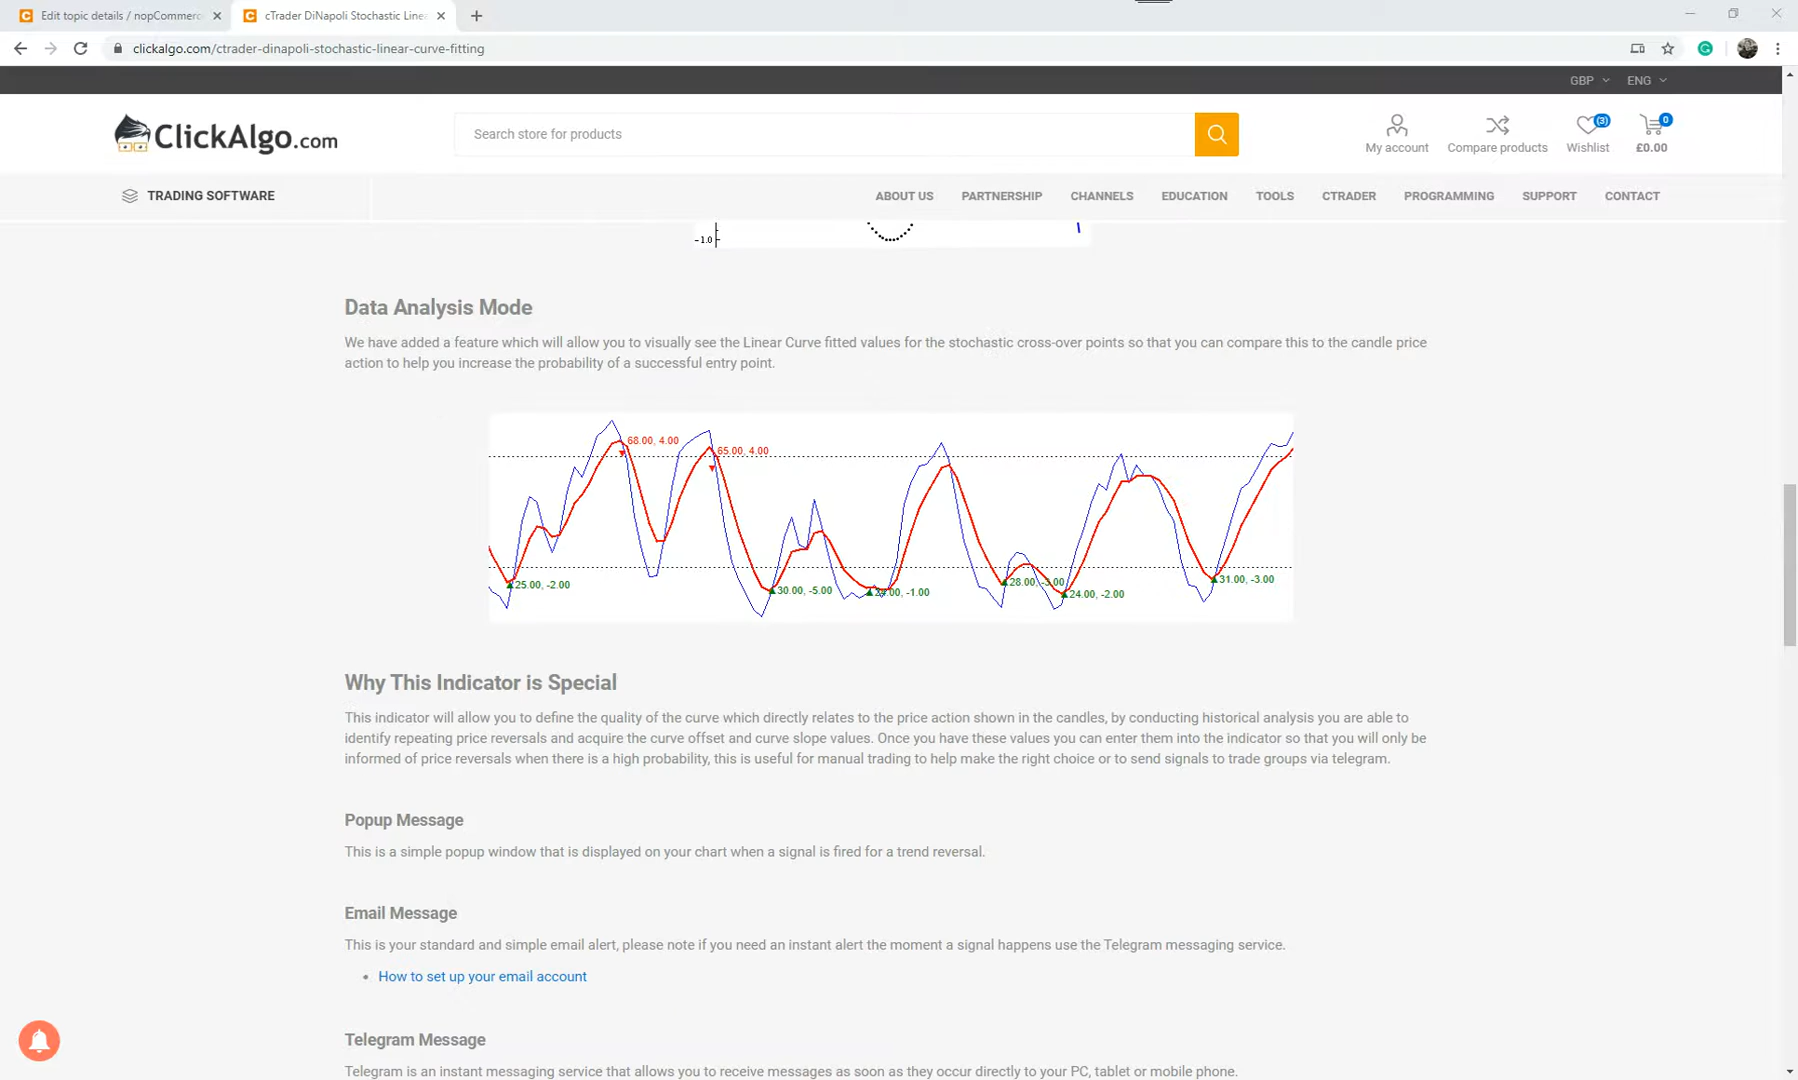 Edit topic details / nopCommerc
cTrader DiNapoli Stochastic Line
clickalgo.com/ctrader-dinapoli-stochastic-linear-curve-fitting
GBP ENG
ClickAlgo.com
Search store for products
My account
Compare products
(3)
Wishlist
0
£0.00
TRADING SOFTWARE
ABOUT US PARTNERSHIP CHANNELS EDUCATION TOOLS CTRADER PROGRAMMING SUPPORT CONTACT
-1.0
Data Analysis Mode
We have added a feature which will allow you to visually see the Linear Curve fitted values for the stochastic cross-over points so that you can compare this to the candle price
action to help you increase the probability of a successful entry point.
68.00, 4.00
65.00, 4.00
25.00, -2.00
30.00, -5.00
24.00, -1.00
28.00, -3.00
24.00, -2.00
31.00, -3.00
Why This Indicator is Special
This indicator will allow you to define the quality of the curve which directly relates to the price action shown in the candles, by conducting historical analysis you are able to
identify repeating price reversals and acquire the curve offset and curve slope values. Once you have these values you can enter them into the indicator so that you will only be
informed of price reversals when there is a high probability, this is useful for manual trading to help make the right choice or to send signals to trade groups via telegram.
Popup Message
This is a simple popup window that is displayed on your chart when a signal is fired for a trend reversal.
Email Message
This is your standard and simple email alert, please note if you need an instant alert the moment a signal happens use the Telegram messaging service.
• How to set up your email account
Telegram Message
Telegram is an instant messaging service that allows you to receive messages as soon as they occur directly to your PC, tablet or mobile phone.